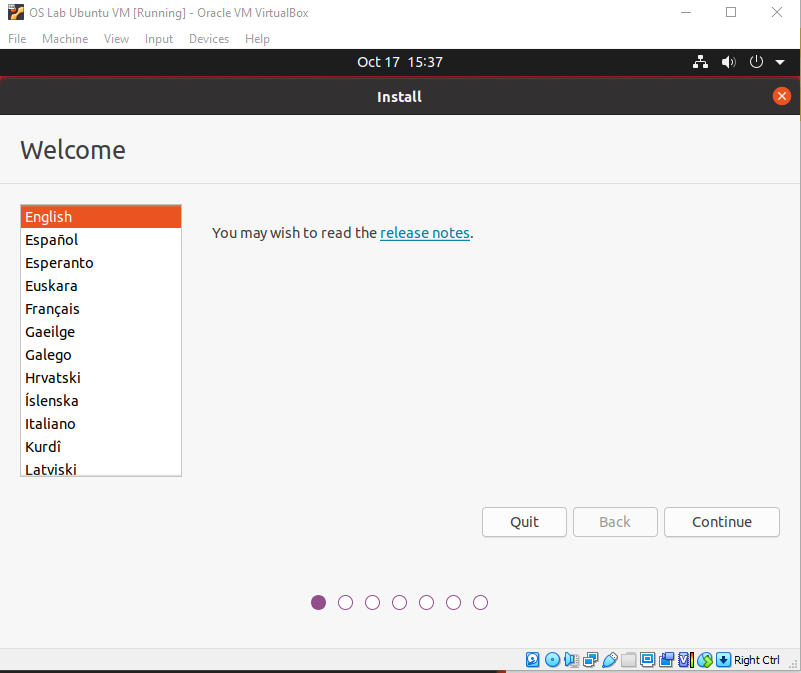 OS Lab Ubuntu VM [Running] - Oracle VM VirtualBox
File Machine View Input Devices Help
Oct 17 15:37
Install
Welcome
English
You may wish to read the release notes.
Español
Esperanto
Euskara
Français
Gaeilge
Galego
Hrvatski
Íslenska
Italiano
Kurdî
Latviski
Quit Back Continue
Right Ctrl